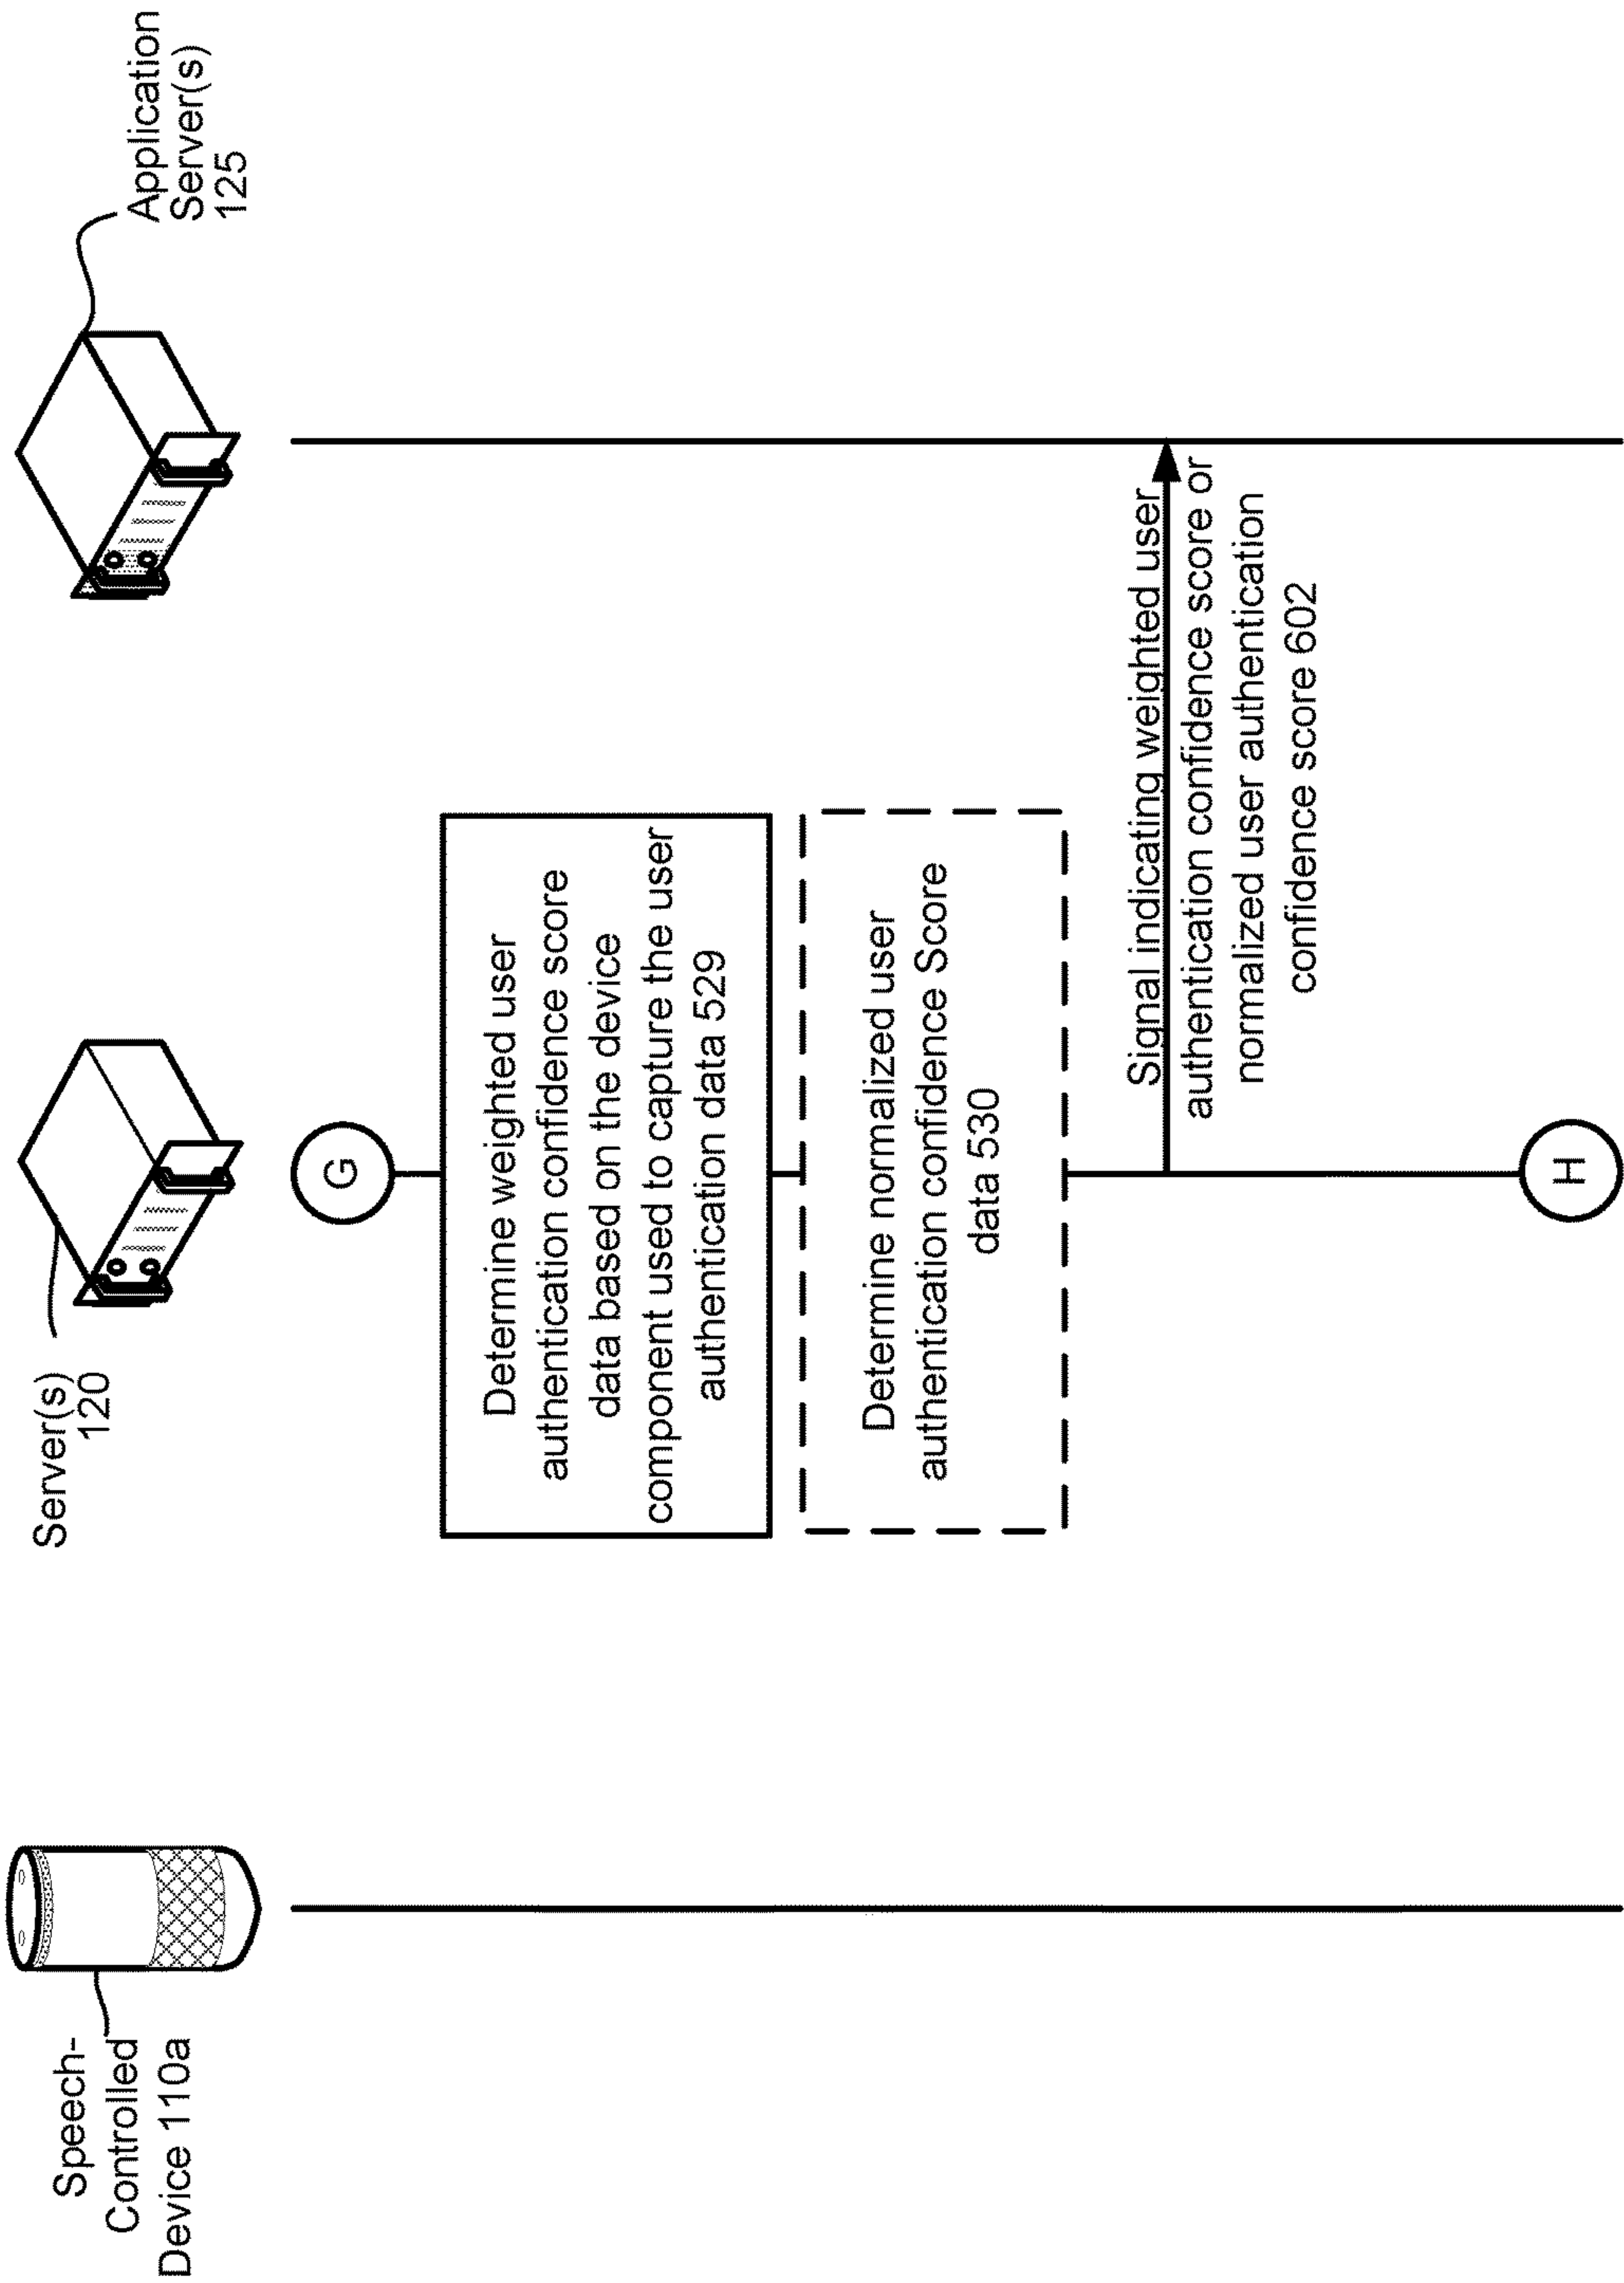 Speech-
Controlled
Device 110a
Server(s)
120
Application
Server(s)
125
G
Determine weighted user
authentication confidence score
data based on the device
component used to capture the user
authentication data 529
Determine normalized user
authentication confidence Score
data 530
Signal indicating weighted user
authentication confidence score or
normalized user authentication
confidence score 602
H